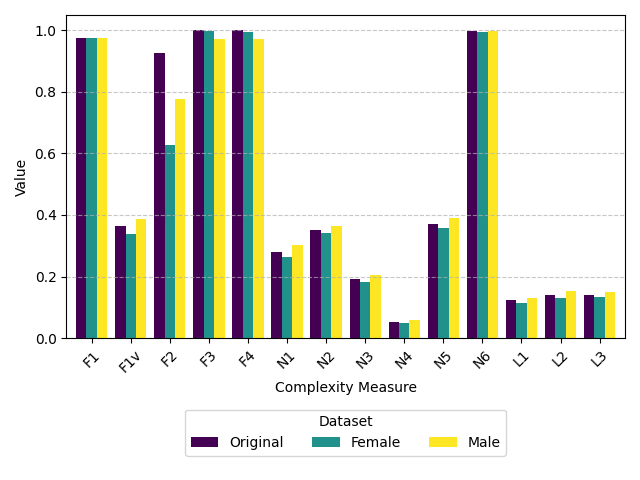 1.0
0.8
0.6
0.4
0.2
0.0
Value
F1 F1v F2 F3 F4 N1 N2 N3 N4 N5 N6 L1 L2 L3
Complexity Measure
Dataset
Original Female Male